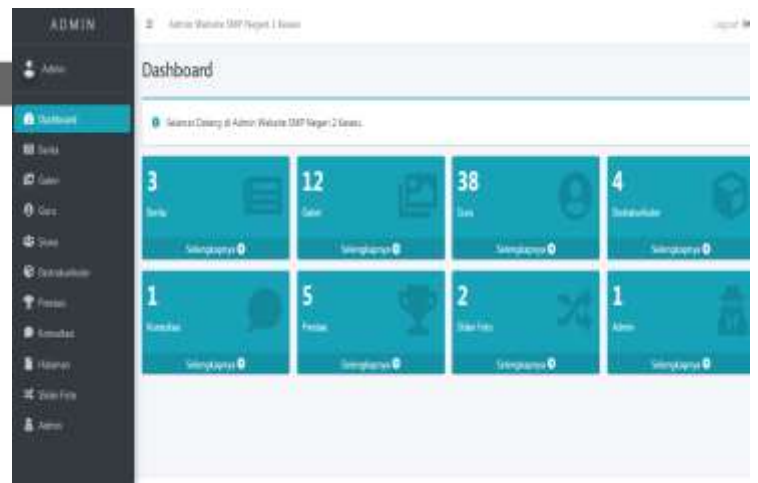 ADMIN
Admin Website SMP Negeri 2
Logout
Admin
Dashboard
Dashboard
Selamat Datang di Admin Website SMP Negeri 2
Berita
Galeri
Guru
Siswa
Ekstrakurikuler
Prestasi
Konsultasi
Halaman
Slider Foto
Admin
3
Berita
Selengkapnya
12
Galeri
Selengkapnya
38
Guru
Selengkapnya
4
Ekstrakurikuler
Selengkapnya
1
Konsultasi
Selengkapnya
5
Prestasi
Selengkapnya
2
Slider Foto
Selengkapnya
1
Admin
Selengkapnya